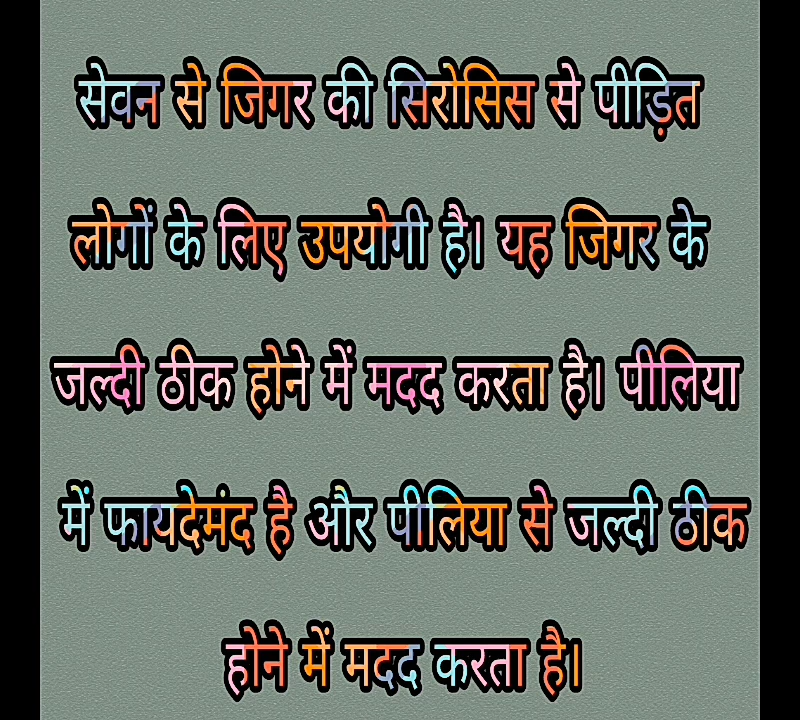 सेवन से जिगर की सिरोसिस से पीड़ित
लोगों के लिए उपयोगी है। यह जिगर के
जल्दी ठीक होने में मदद करता है। पीलिया
में फायदेमंद है और पीलिया से जल्दी ठीक
होने में मदद करता है।